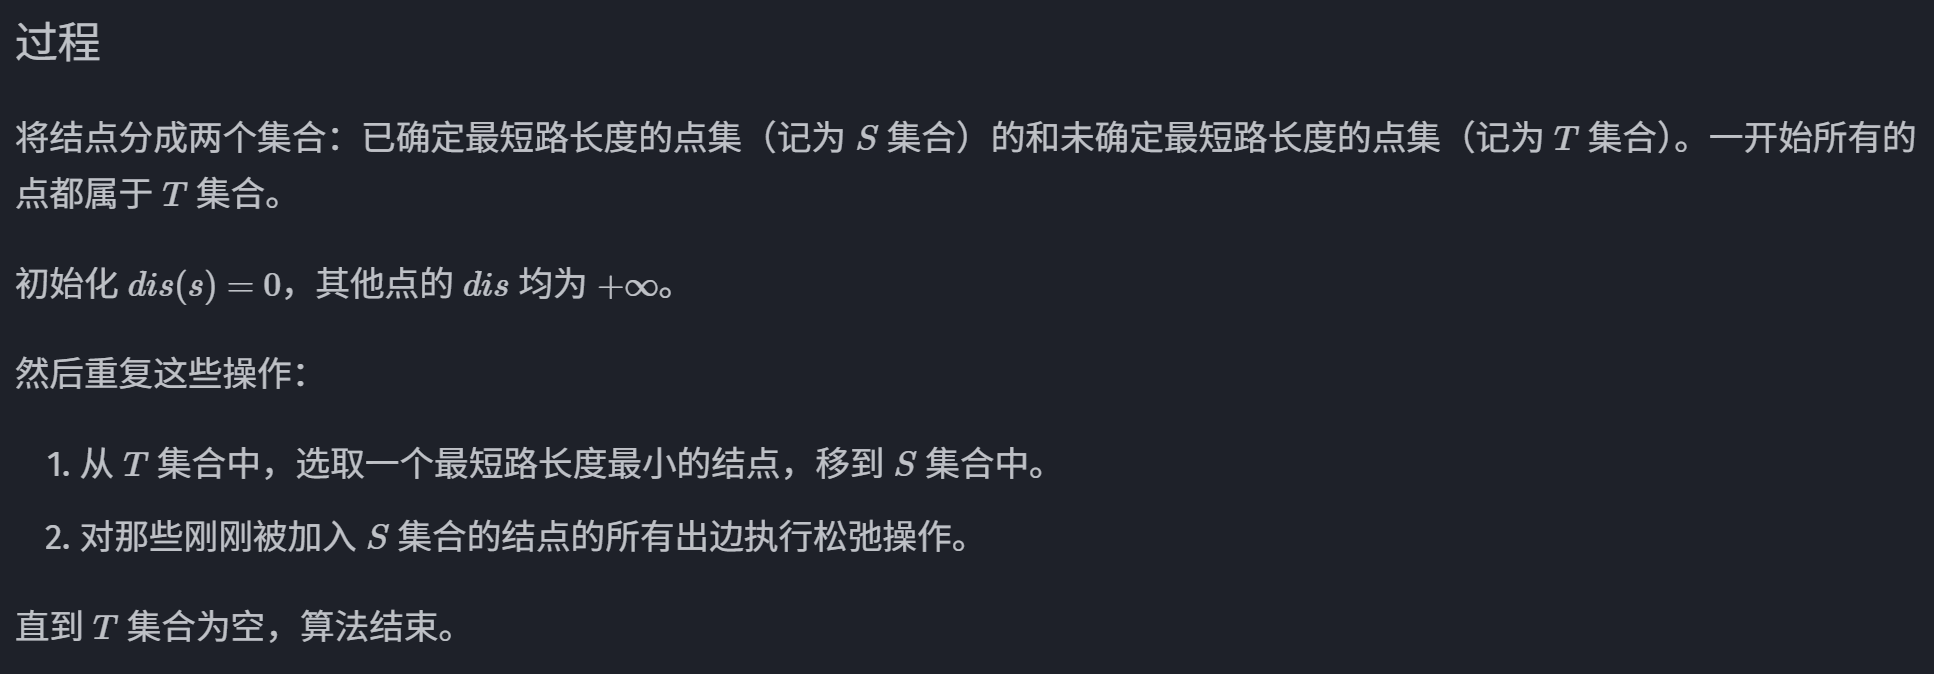 过程
将结点分成两个集合：已确定最短路长度的点集（记为 S 集合）的和未确定最短路长度的点集（记为 T 集合）。一开始所有的
点都属于 T 集合。
初始化 dis(s) = 0，其他点的 dis 均为 +∞。
然后重复这些操作：
1. 从 T 集合中，选取一个最短路长度最小的结点，移到 S 集合中。
2. 对那些刚刚被加入 S 集合的结点的所有出边执行松弛操作。
直到 T 集合为空，算法结束。